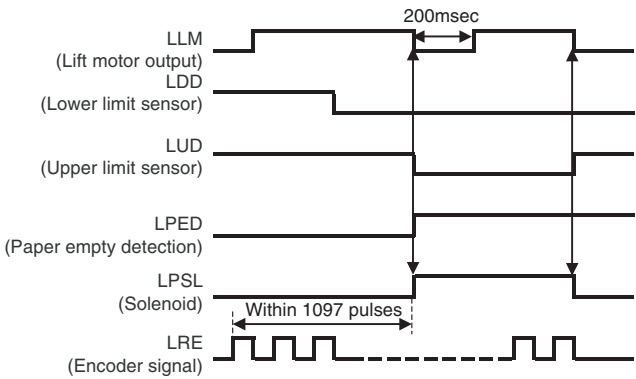 200msec
LLM
(Lift motor output)
LDD
(Lower limit sensor)
LUD
(Upper limit sensor)
LPED
(Paper empty detection)
LPSL
(Solenoid)
Within 1097 pulses
LRE
(Encoder signal)